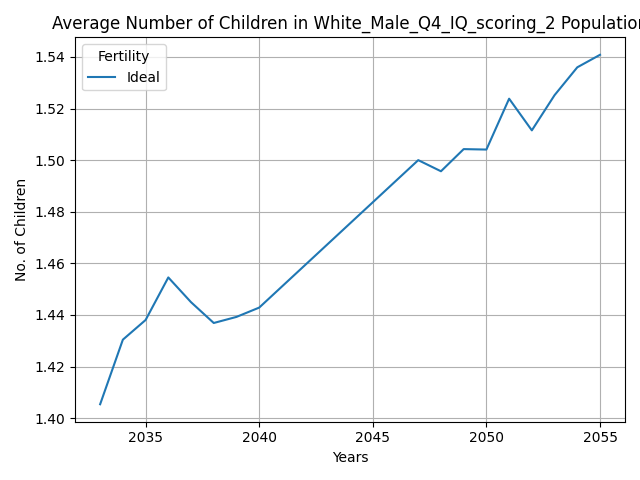 Average Number of Children in White_Male_Q4_IQ_scoring_2 Population
Fertility
Ideal
No. of Children
1.54
1.52
1.50
1.48
1.46
1.44
1.42
1.40
2035 2040 2045 2050 2055
Years